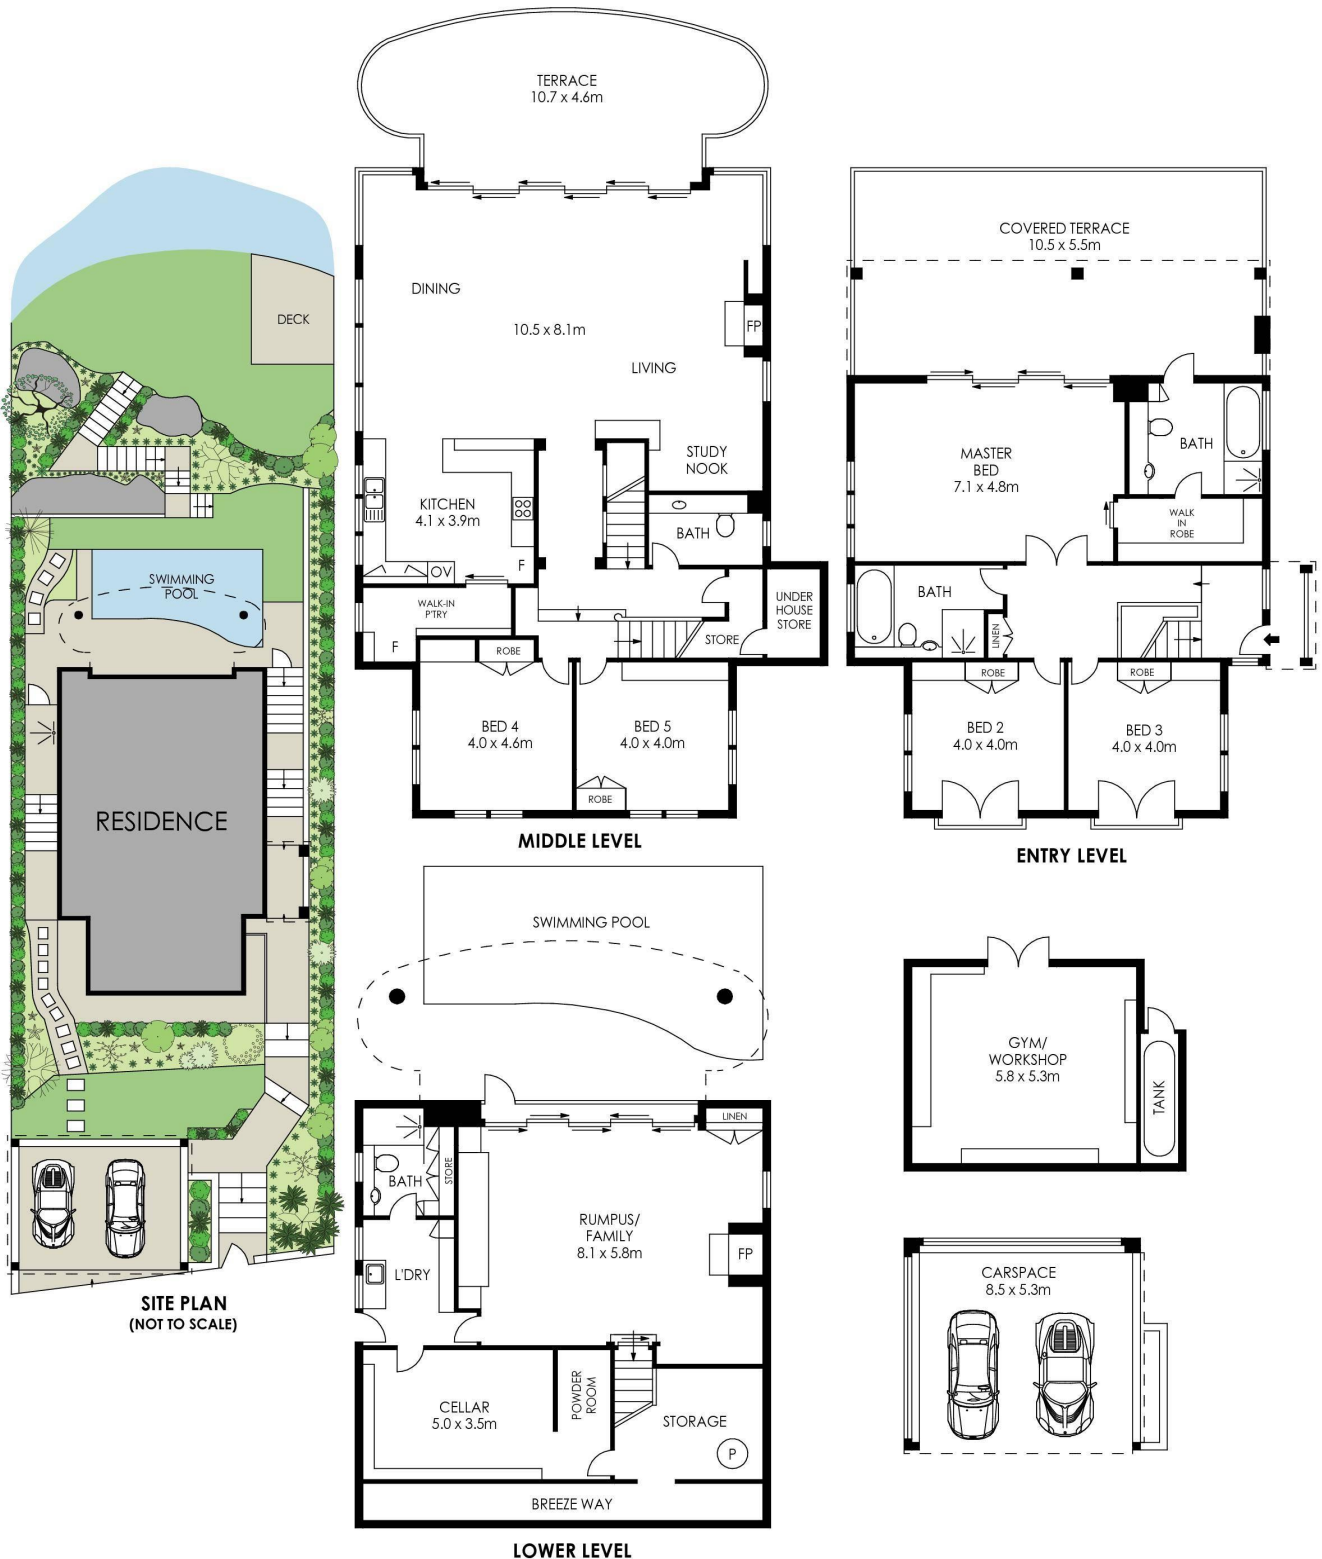 DECK
SWIMMING
POOL
RESIDENCE
SITE PLAN
(NOT TO SCALE)
TERRACE
10.7 x 4.6m
DINING
10.5 x 8.1m
FP
LIVING
STUDY
NOOK
KITCHEN
4.1 x 3.9m
BATH
F
OV
WALK-IN
P'TRY
F
UNDER
HOUSE
STORE
STORE
ROBE
BED 4
4.0 x 4.6m
BED 5
4.0 x 4.0m
ROBE
MIDDLE LEVEL
COVERED TERRACE
10.5 x 5.5m
MASTER
BED
7.1 x 4.8m
BATH
WALK
IN
ROBE
BATH
LINEN
ROBE
ROBE
BED 2
4.0 x 4.0m
BED 3
4.0 x 4.0m
ENTRY LEVEL
SWIMMING POOL
LINEN
STORE
BATH
RUMPUS/
FAMILY
8.1 x 5.8m
FP
L'DRY
CELLAR
5.0 x 3.5m
POWDER
ROOM
STORAGE
P
BREEZE WAY
LOWER LEVEL
GYM/
WORKSHOP
5.8 x 5.3m
TANK
CARSPACE
8.5 x 5.3m